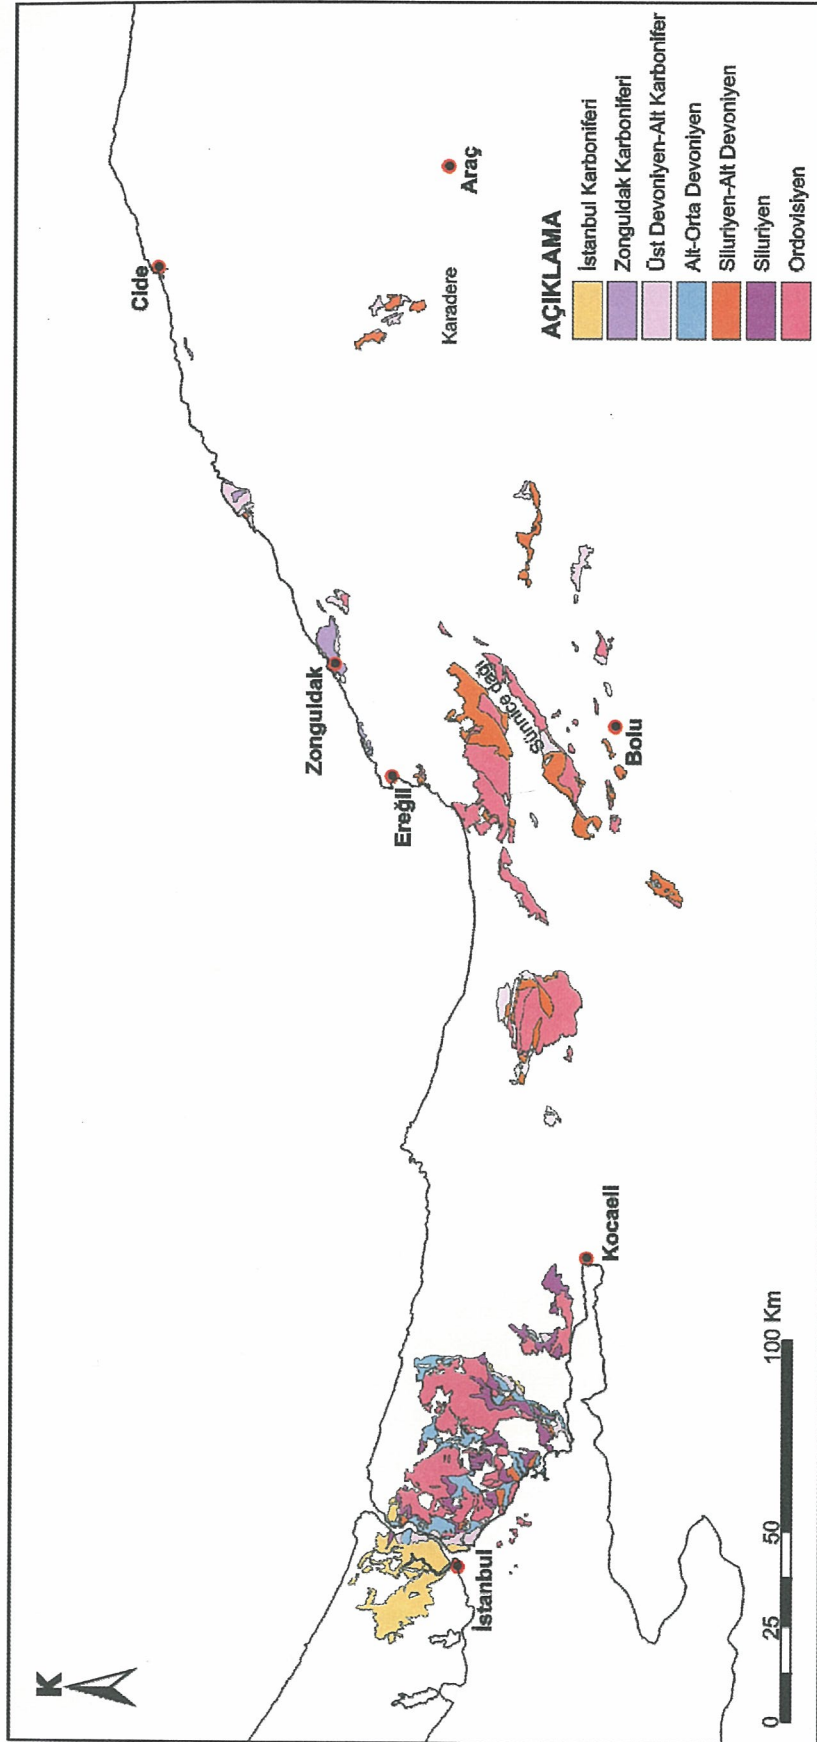 K
Cide
Araç
Karadere
Zonguldak
Ereğli
Sünnice dağı
Bolu
Kocaeli
İstanbul
AÇIKLAMA
İstanbul Karboniferi
Zonguldak Karboniferi
Üst Devoniyen-Alt Karbonifer
Alt-Orta Devoniyen
Siluriyen-Alt Devoniyen
Siluriyen
Ordovisiyen
0 25 50 100 Km